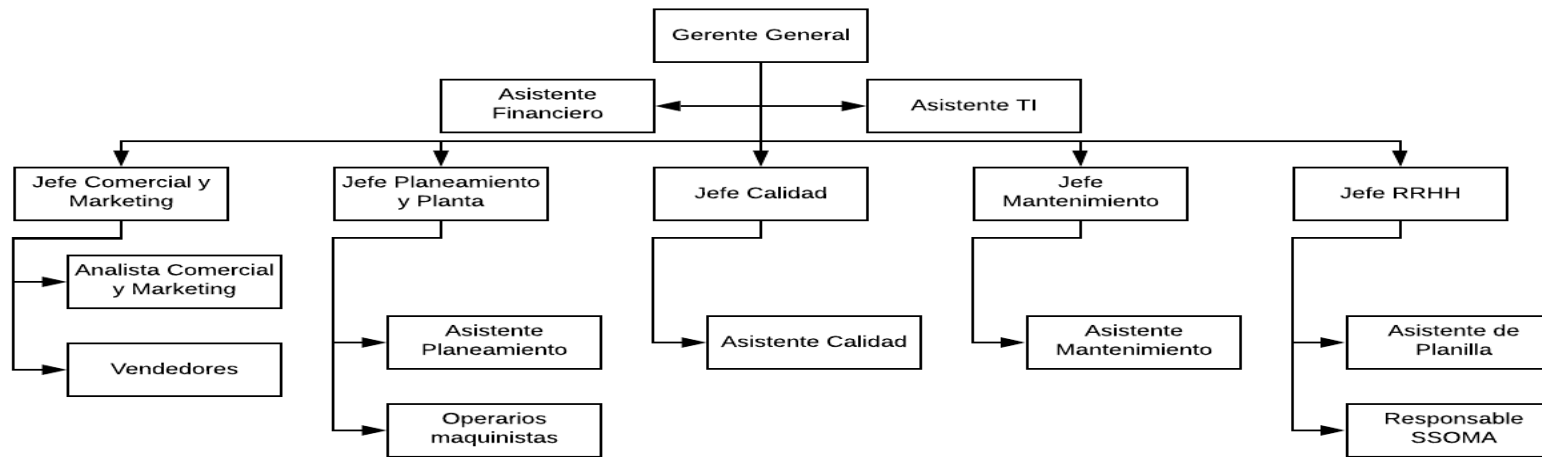 Gerente General
Asistente
Financiero
Asistente TI
Jefe Comercial y
Marketing
Jefe Planeamiento
y Planta
Jefe Calidad
Jefe
Mantenimiento
Jefe RRHH
Analista Comercial
y Marketing
Vendedores
Asistente
Planeamiento
Operarios
maquinistas
Asistente Calidad
Asistente
Mantenimiento
Asistente de
Planilla
Responsable
SSOMA